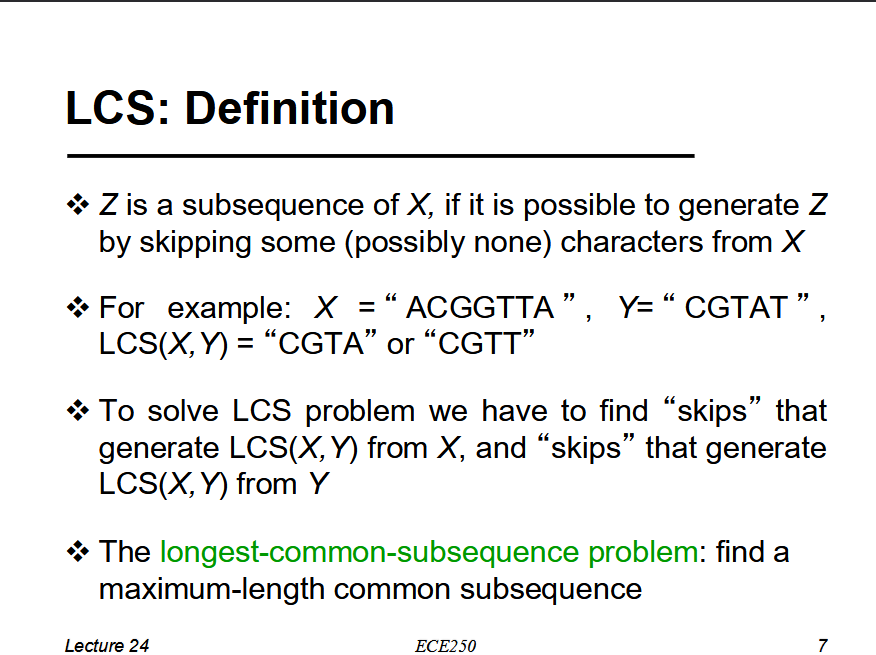 LCS: Definition
❖ Z is a subsequence of X, if it is possible to generate Z
by skipping some (possibly none) characters from X
❖ For example: X = “ ACGGTTA ” , Y= “ CGTAT ” ,
LCS(X,Y) = “CGTA” or “CGTT”
❖ To solve LCS problem we have to find “skips” that
generate LCS(X,Y) from X, and “skips” that generate
LCS(X,Y) from Y
❖ The longest-common-subsequence problem: find a
maximum-length common subsequence
Lecture 24 ECE250 7